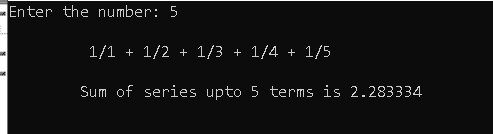 Enter the number: 5
1/1 + 1/2 + 1/3 + 1/4 + 1/5
Sum of series upto 5 terms is 2.283334